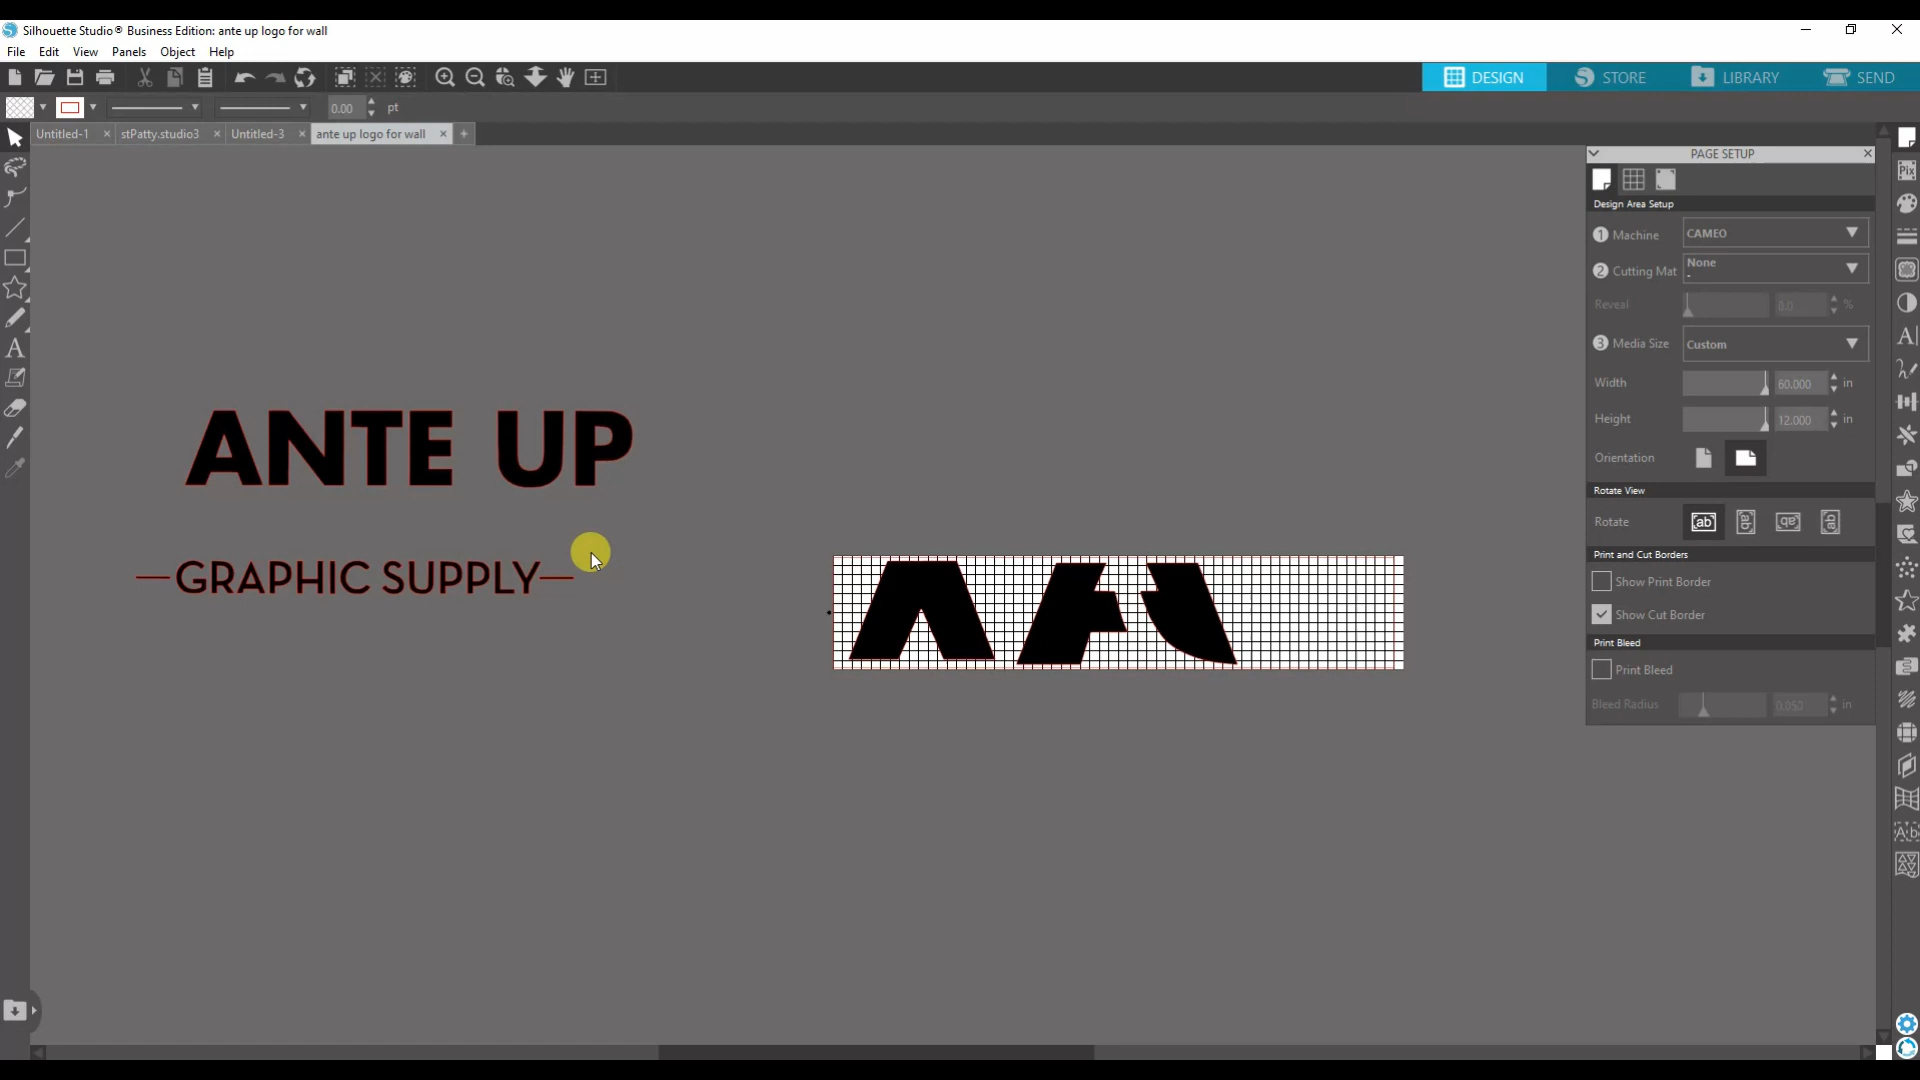 Silhouette Studio® Business Edition: ante up logo for wall
File Edit View Panels Object Help
DESIGN STORE LIBRARY SEND
0.00 pt
Untitled-1 stPatty.studio3 Untitled-3 ante up logo for wall
PAGE SETUP
Design Area Setup
1 Machine CAMEO
2 Cutting Mat None
-
Reveal 0.0 %
3 Media Size Custom
Width 60.000 in
Height 12.000 in
Orientation
Rotate View
Rotate
Print and Cut Borders
Show Print Border
Show Cut Border
Print Bleed
Print Bleed
Bleed Radius 0.050 in
ANTE UP
—GRAPHIC SUPPLY—